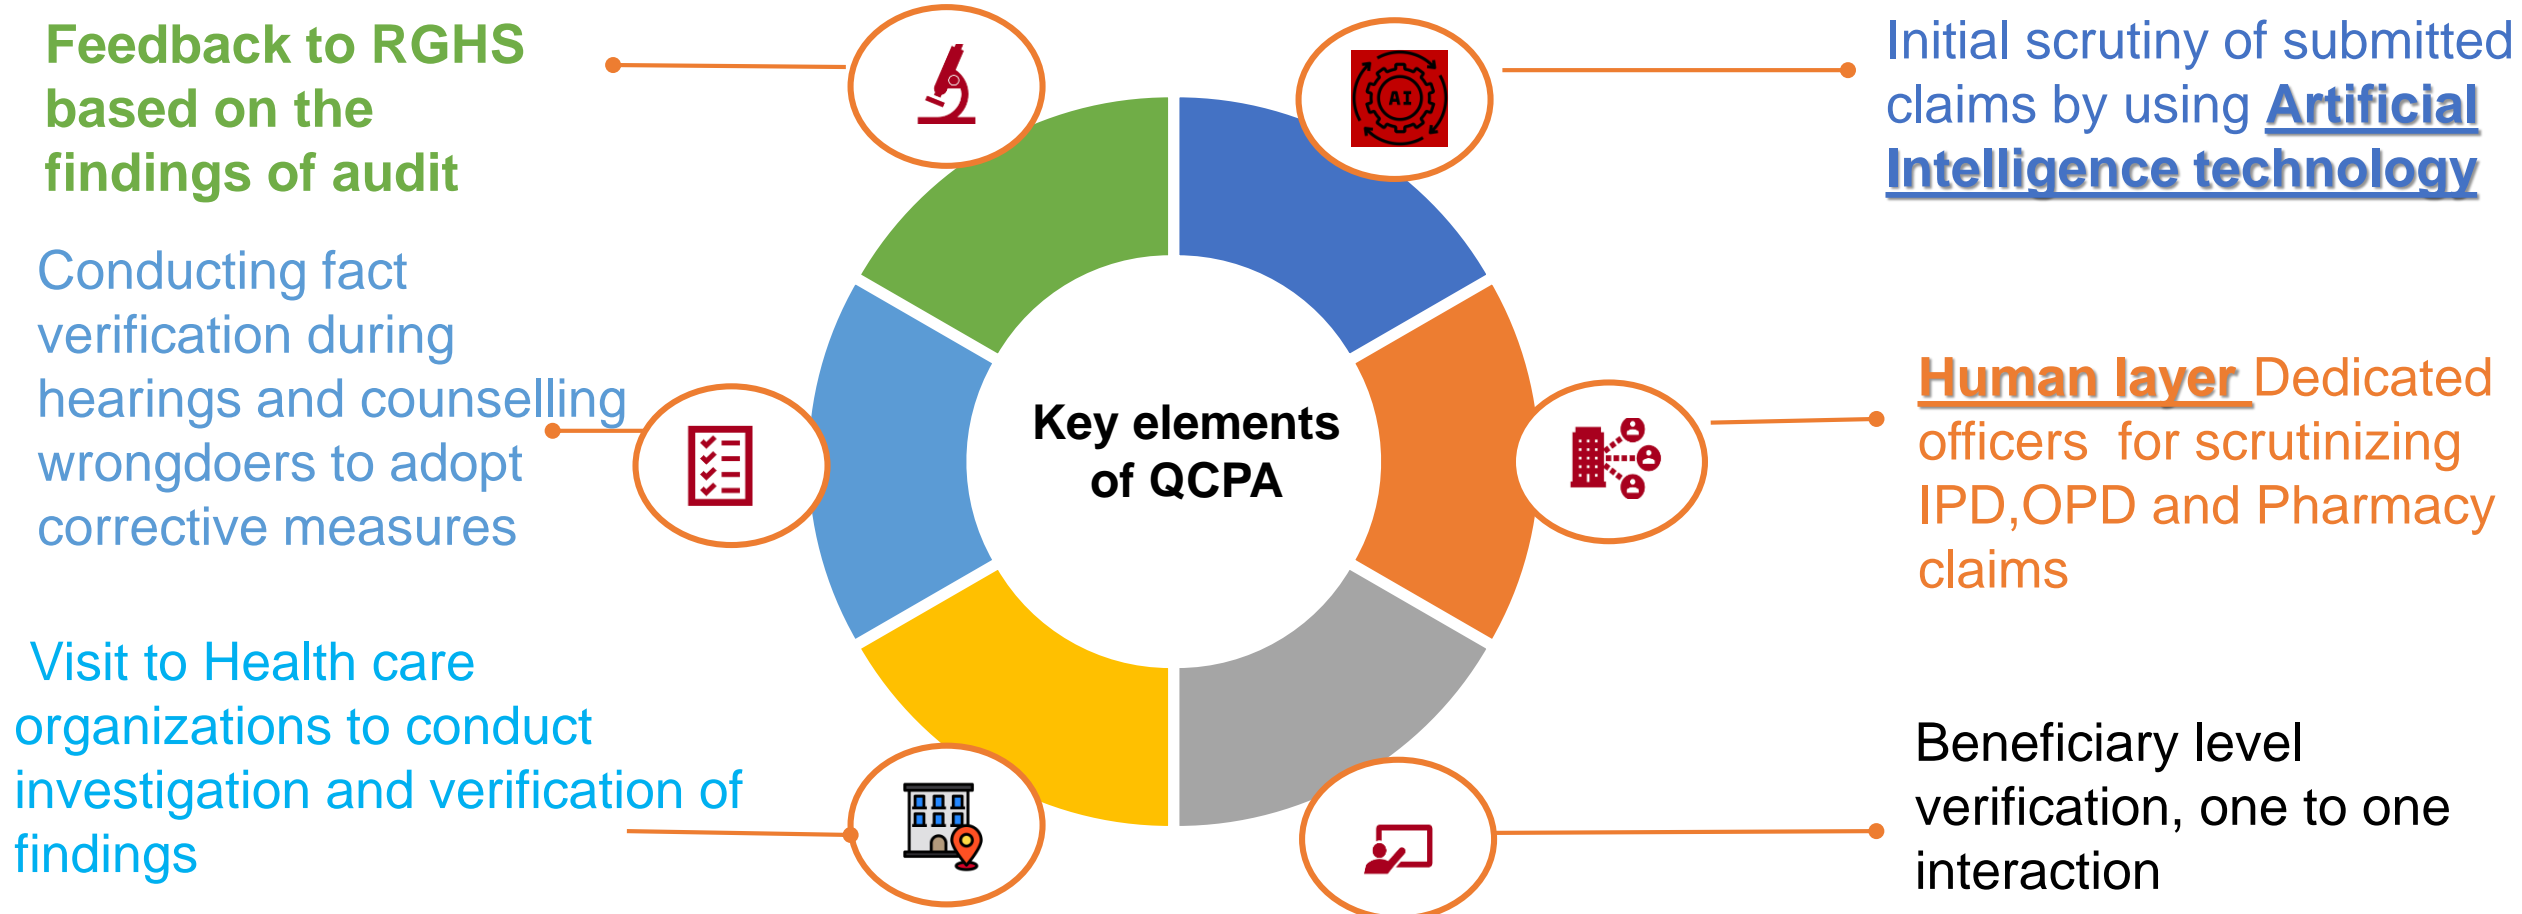 Feedback to RGHS
based on the
findings of audit
Conducting fact
verification during
hearings and counselling
wrongdoers to adopt
corrective measures
Visit to Health care
organizations to conduct
investigation and verification of
findings
Key elements
of QCPA
AI
Initial scrutiny of submitted
claims by using Artificial
Intelligence technology
Human layer Dedicated
officers  for scrutinizing
IPD,OPD and Pharmacy
claims
Beneficiary level
verification, one to one
interaction